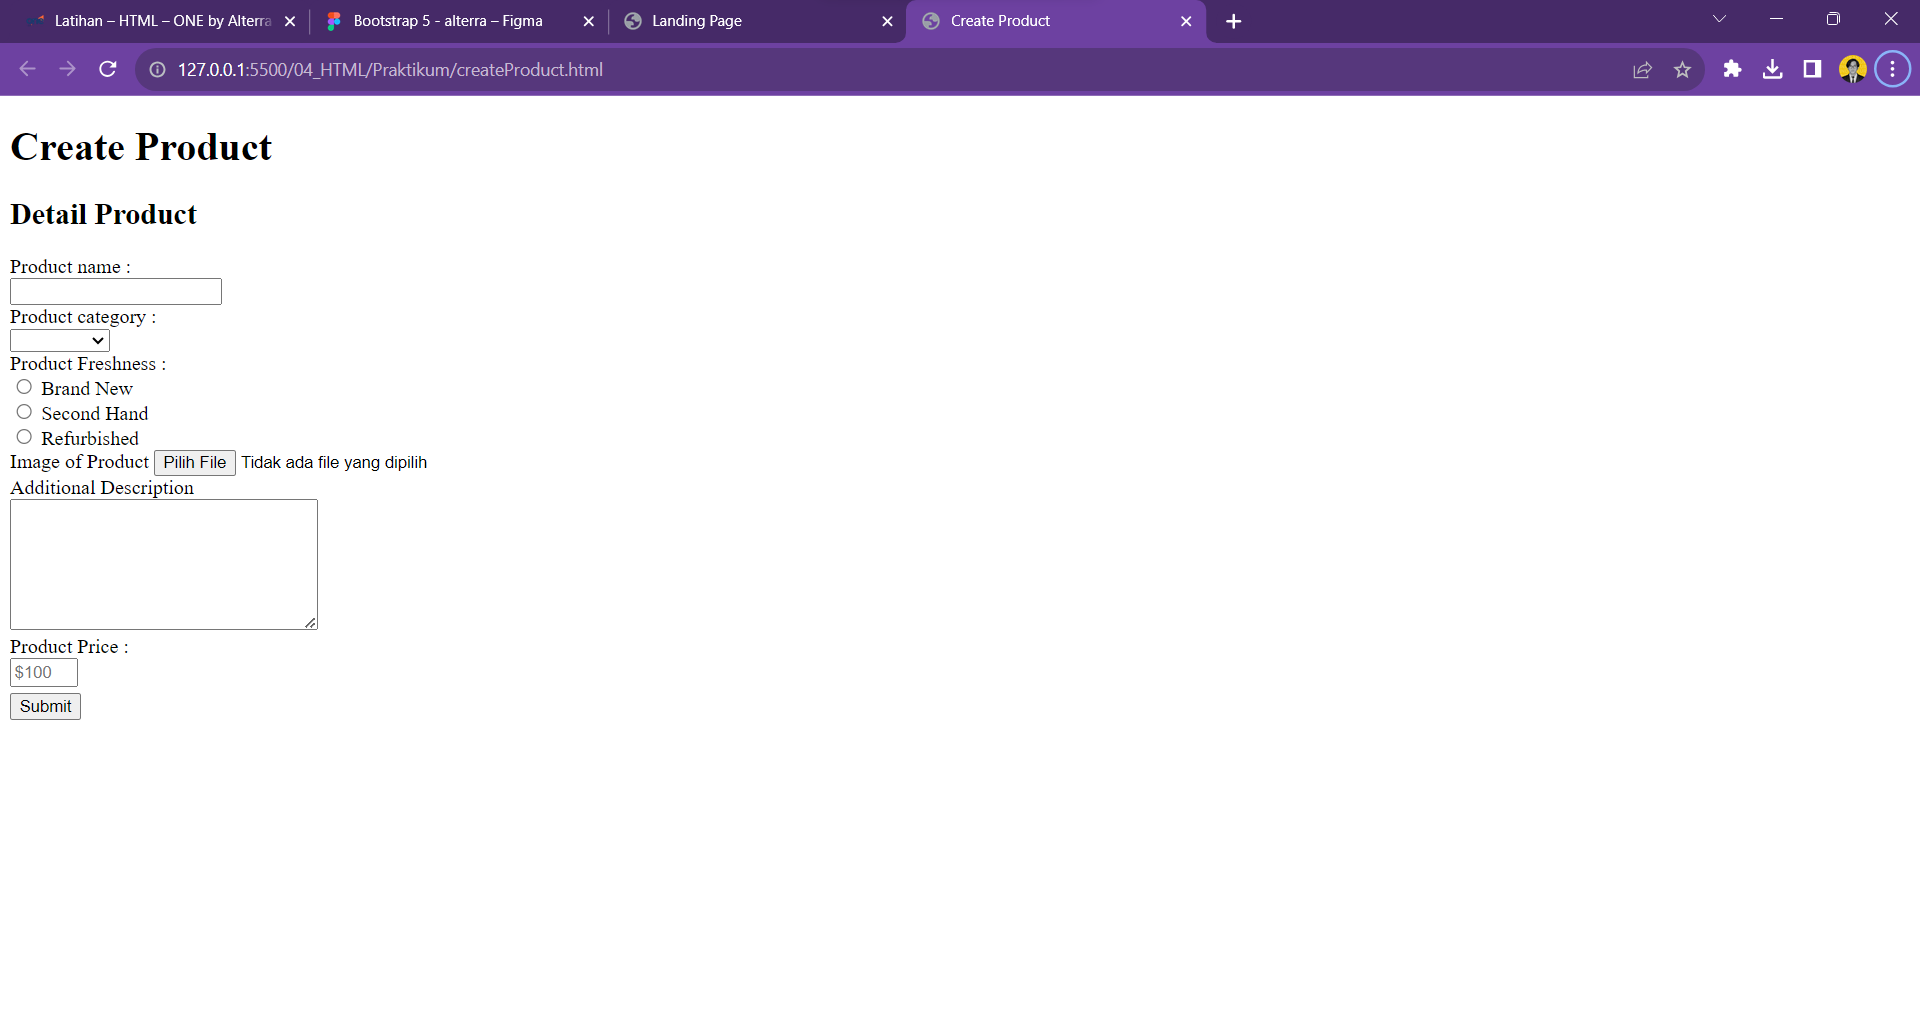 Latihan – HTML – ONE by Alterra
Bootstrap 5 - alterra – Figma
Landing Page
Create Product
127.0.0.1:5500/04_HTML/Praktikum/createProduct.html
Create Product
Detail Product
Product name :
Product category :
Product Freshness :
Brand New
Second Hand
Refurbished
Image of Product Pilih File Tidak ada file yang dipilih
Additional Description
Product Price :
$100
Submit